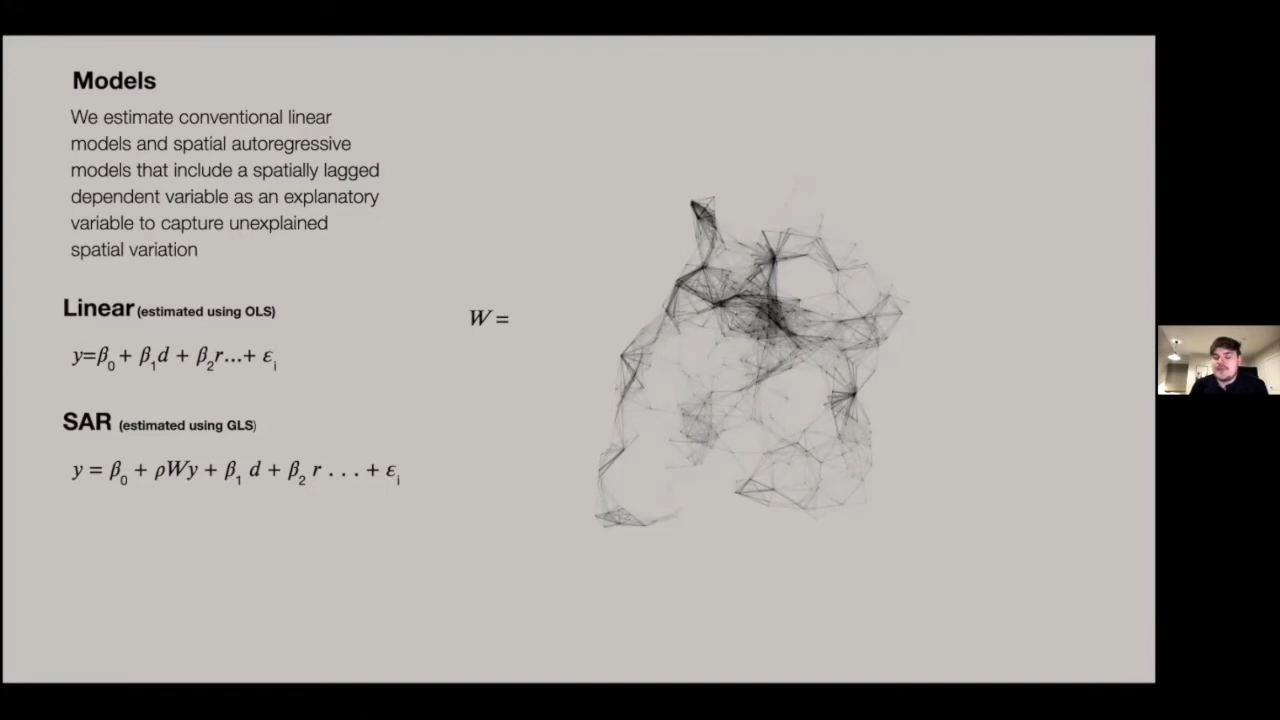 Models
We estimate conventional linear
models and spatial autoregressive
models that include a spatially lagged
dependent variable as an explanatory
variable to capture unexplained
spatial variation
Linear (estimated using OLS)
y=β₀+ β₁d + β₂r...+ εᵢ
W =
SAR (estimated using GLS)
y = β₀ + ρWy + β₁ d + β₂ r . . . + εᵢ